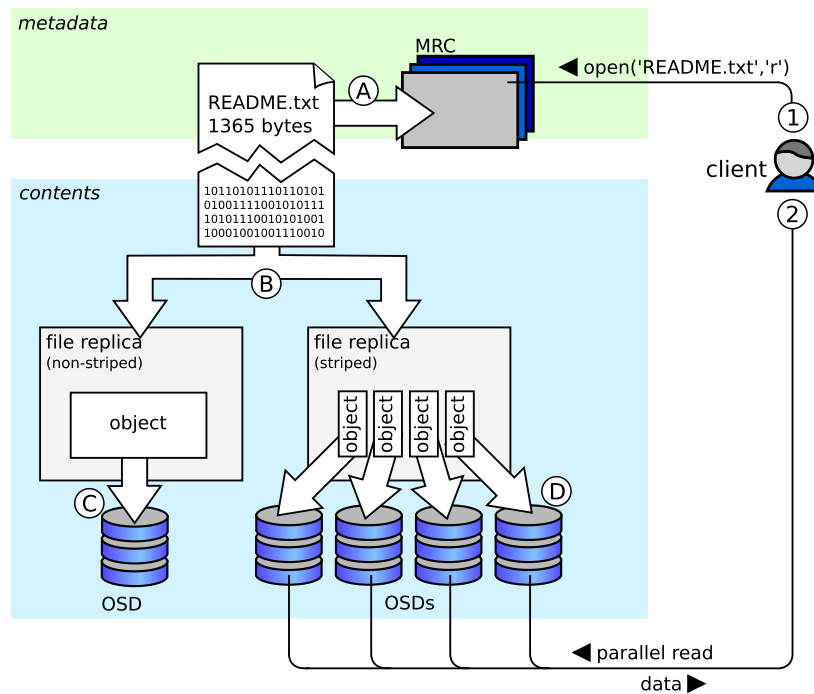 metadata
MRC
open('README.txt','r')
A
README.txt
1365 bytes
1
client
2
contents
10110101110110101
01001111001010111
10101110010101001
10001001001110010
B
file replica
(non-striped)
object
file replica
(striped)
object
object
object
object
C
D
OSD
OSDs
parallel read
data